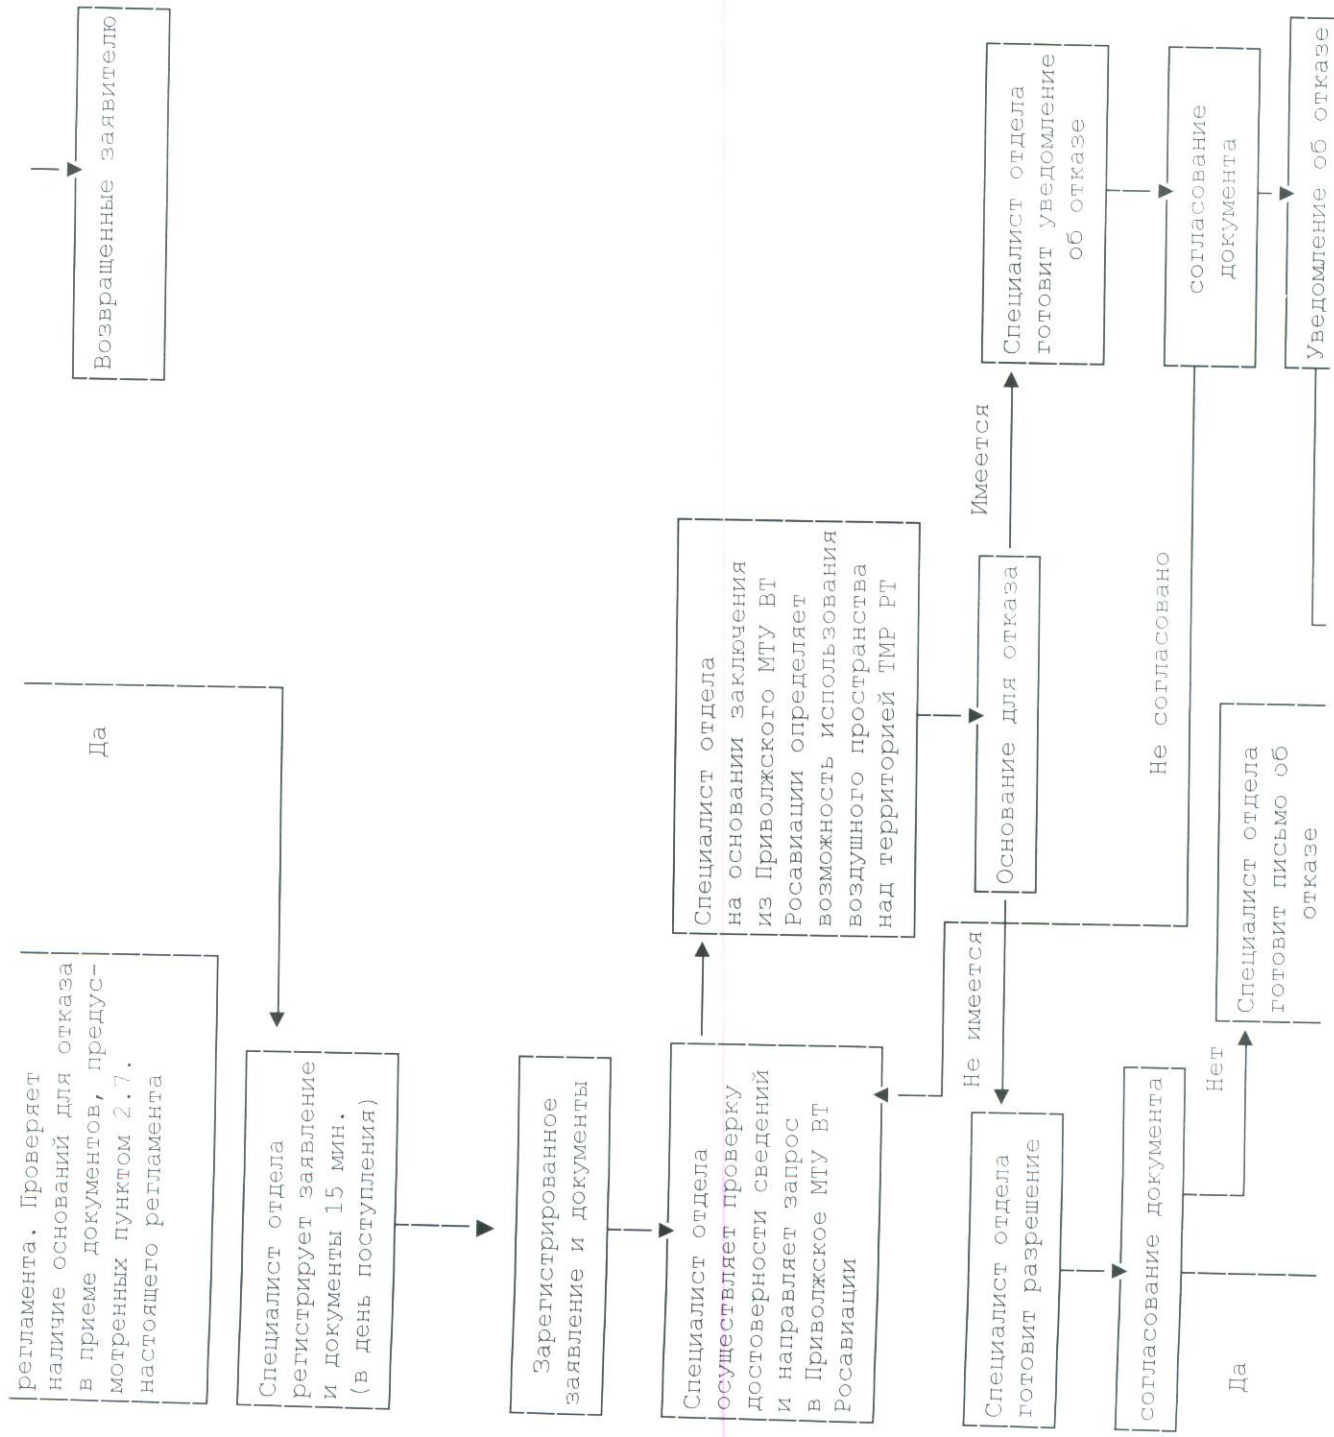 регламента. Проверяет
наличие оснований для отказа
в приеме документов, предус-
мотренных пунктом 2.7.
настоящего регламента
Да
Возвращенные заявителю
Специалист отдела
регистрирует заявление
и документы 15 мин.
(в день поступления)
Зарегистрированное
заявление и документы
Специалист отдела
осуществляет проверку
достоверности сведений
и направляет запрос
в Приволжское МТУ ВТ
Росавиации
Специалист отдела
на основании заключения
из Приволжского МТУ ВТ
Росавиации определяет
возможность использования
воздушного пространства
над территорией ТМР РТ
Не имеется
Основание для отказа
Имеется
Специалист отдела
готовит разрешение
Специалист отдела
готовит уведомление
об отказе
согласование документа
Не согласовано
согласование
документа
Да
Нет
Специалист отдела
готовит письмо об
отказе
Уведомление об отказе